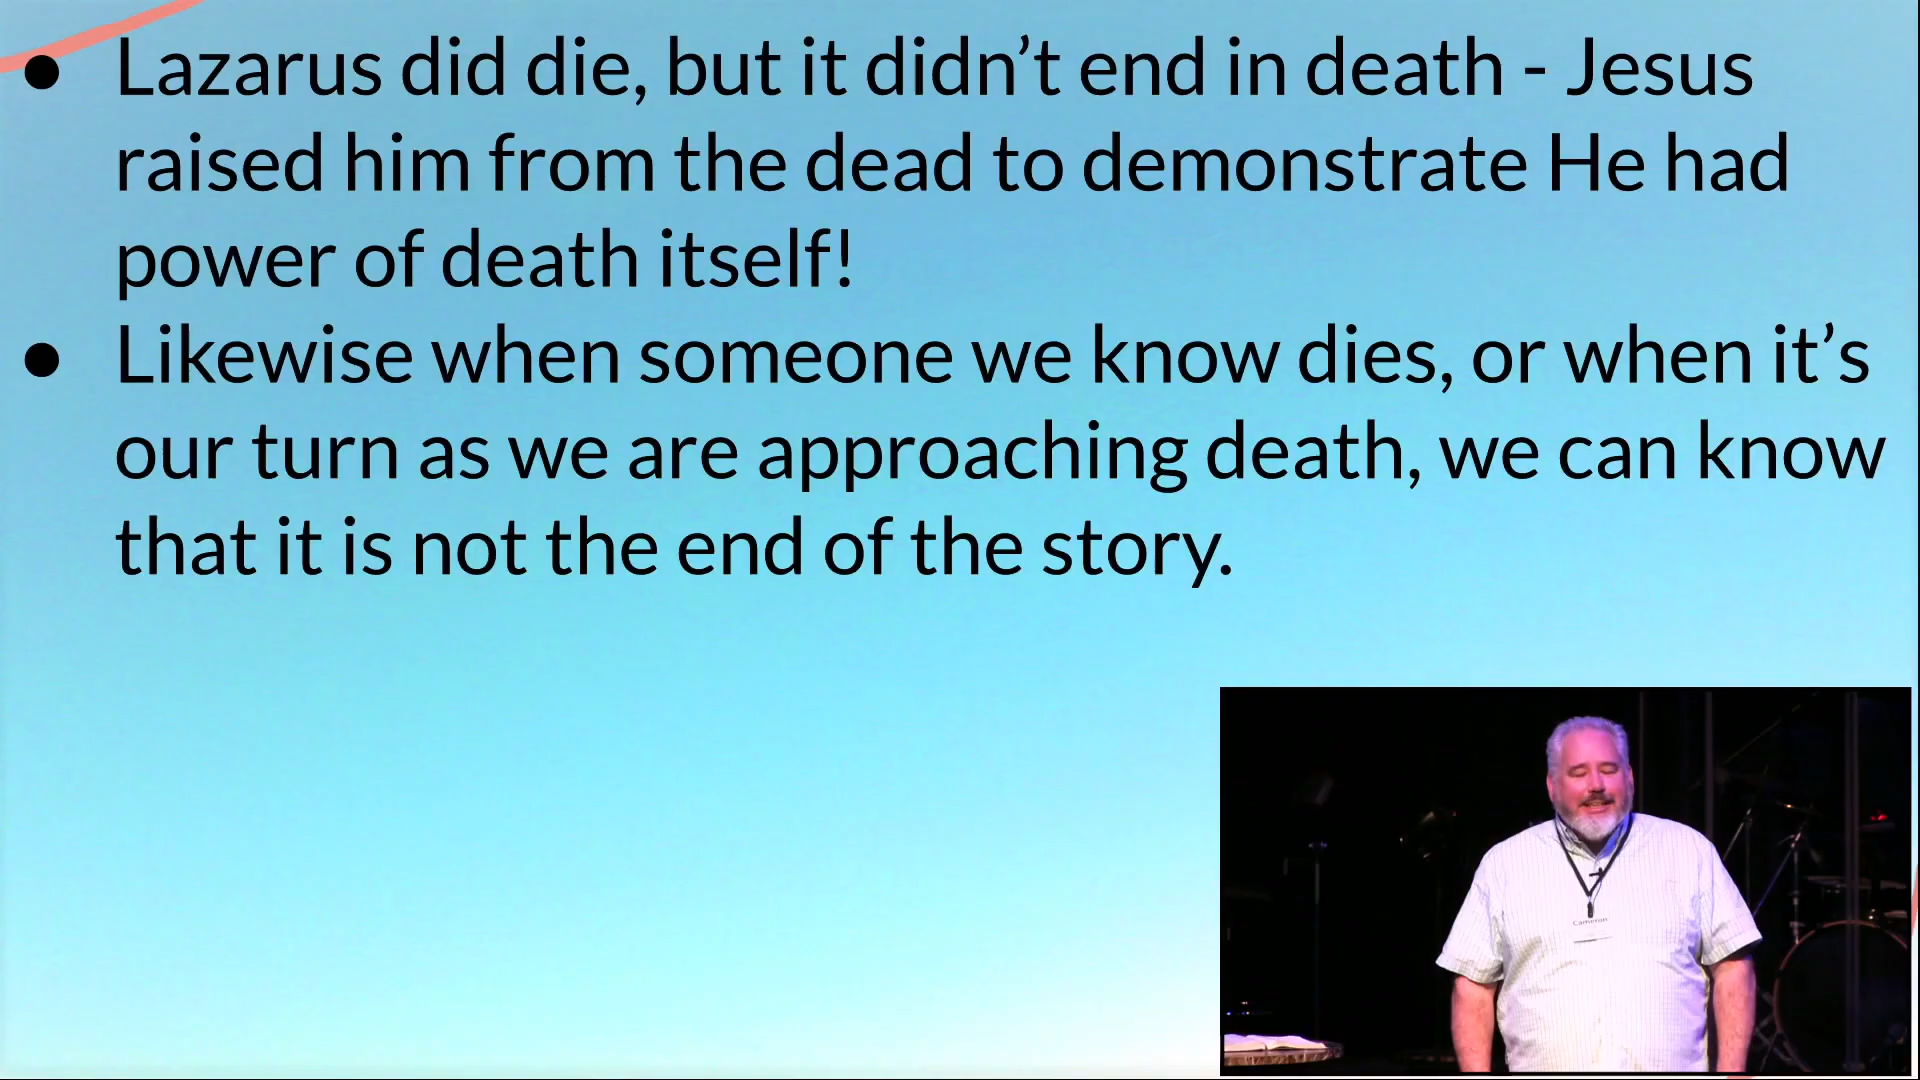 ● Lazarus did die, but it didn’t end in death - Jesus
raised him from the dead to demonstrate He had
power of death itself!
● Likewise when someone we know dies, or when it’s
our turn as we are approaching death, we can know
that it is not the end of the story.
Cameron